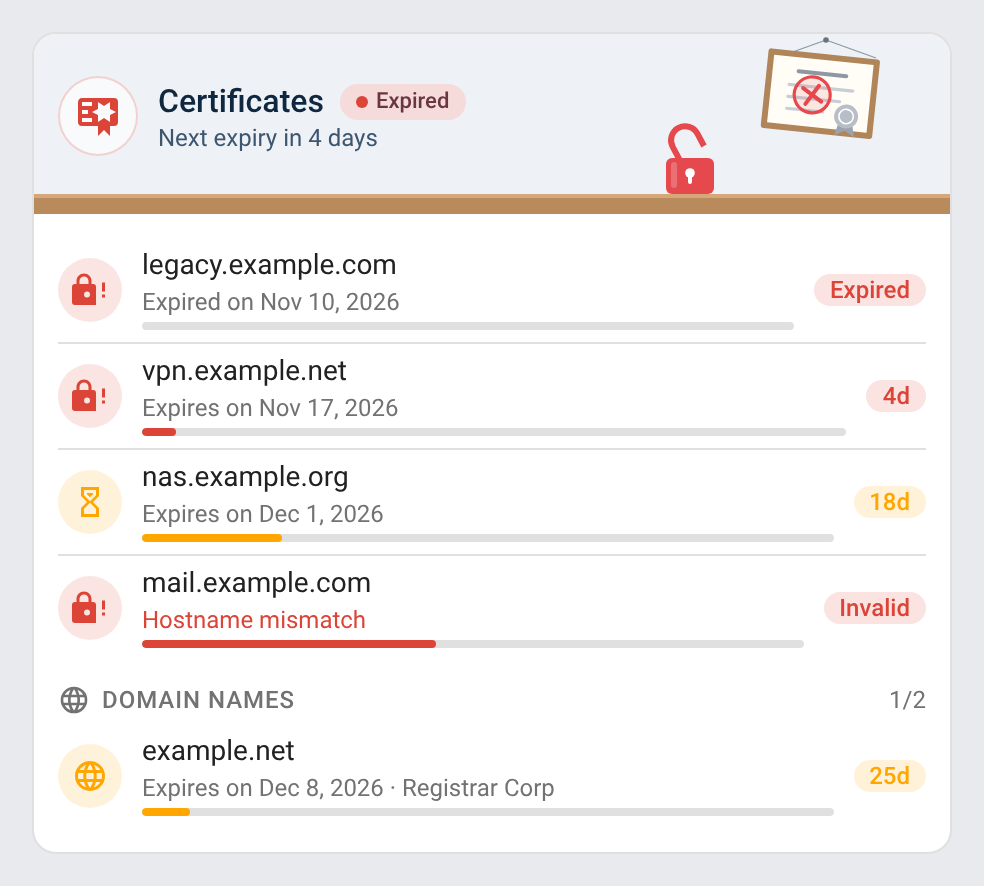 Certificates
Expired
Next expiry in 4 days
legacy.example.com
Expired on Nov 10, 2026
Expired
vpn.example.net
Expires on Nov 17, 2026
4d
nas.example.org
Expires on Dec 1, 2026
18d
mail.example.com
Hostname mismatch
Invalid
DOMAIN NAMES
1/2
example.net
Expires on Dec 8, 2026 · Registrar Corp
25d